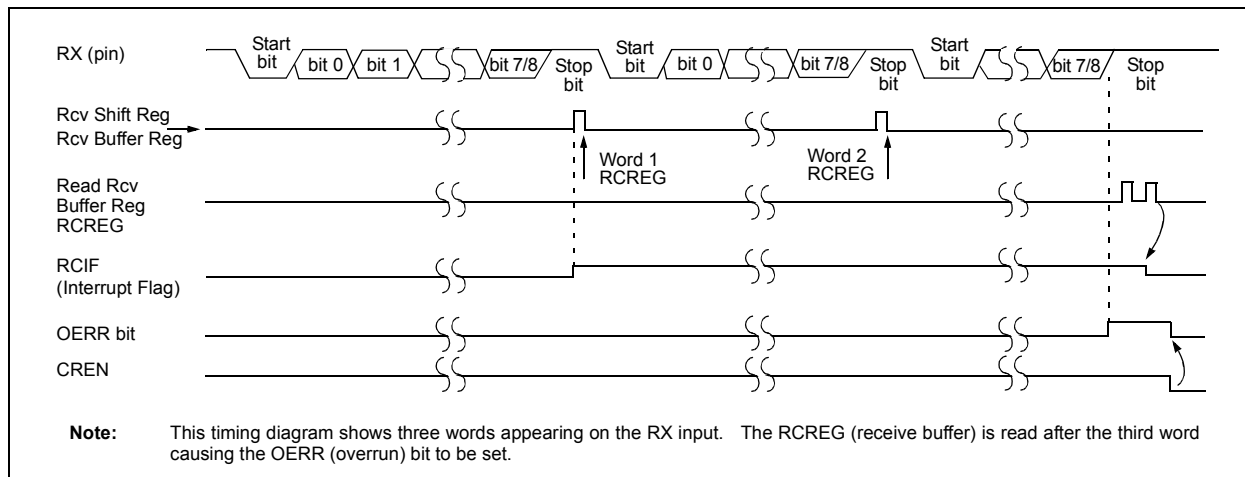 RX (pin)
Start
bit
bit 0
bit 1
bit 7/8
Stop
bit
Start
bit
bit 0
bit 7/8
Stop
bit
Start
bit
bit 7/8
Stop
bit
Rcv Shift Reg
Rcv Buffer Reg
Word 1
RCREG
Word 2
RCREG
Read Rcv
Buffer Reg
RCREG
RCIF
(Interrupt Flag)
OERR bit
CREN
Note: This timing diagram shows three words appearing on the RX input. The RCREG (receive buffer) is read after the third word
causing the OERR (overrun) bit to be set.